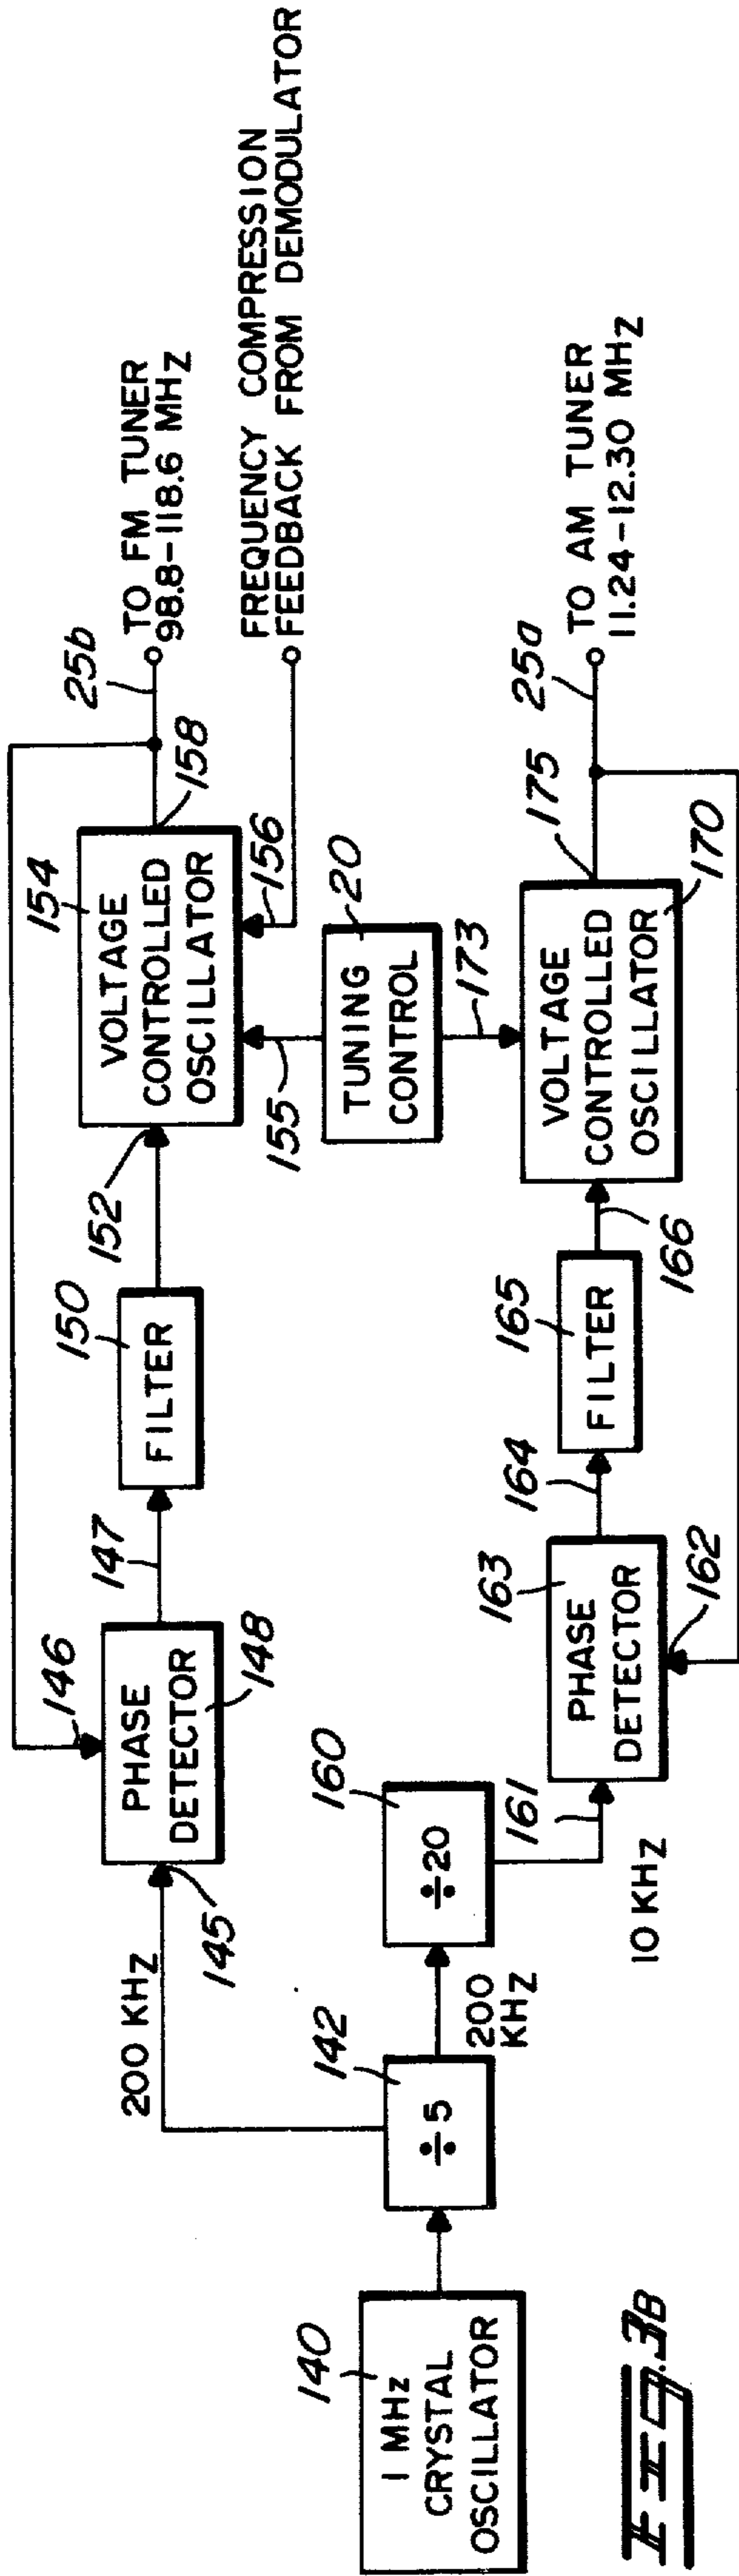 140
1 MHz
CRYSTAL
OSCILLATOR
142
÷5
200 KHz
200
KHz
160
÷20
161
10 KHz
145
146
PHASE
DETECTOR
148
147
150
FILTER
152
154
VOLTAGE
CONTROLLED
OSCILLATOR
155
156
158
25b
TO FM TUNER
98.8-118.6 MHz
FREQUENCY COMPRESSION
FEEDBACK FROM DEMODULATOR
20
TUNING
CONTROL
173
163
PHASE
DETECTOR
162
164
165
FILTER
166
VOLTAGE
CONTROLLED
OSCILLATOR
170
175
25a
TO AM TUNER
11.24-12.30 MHz
FIG. 3B